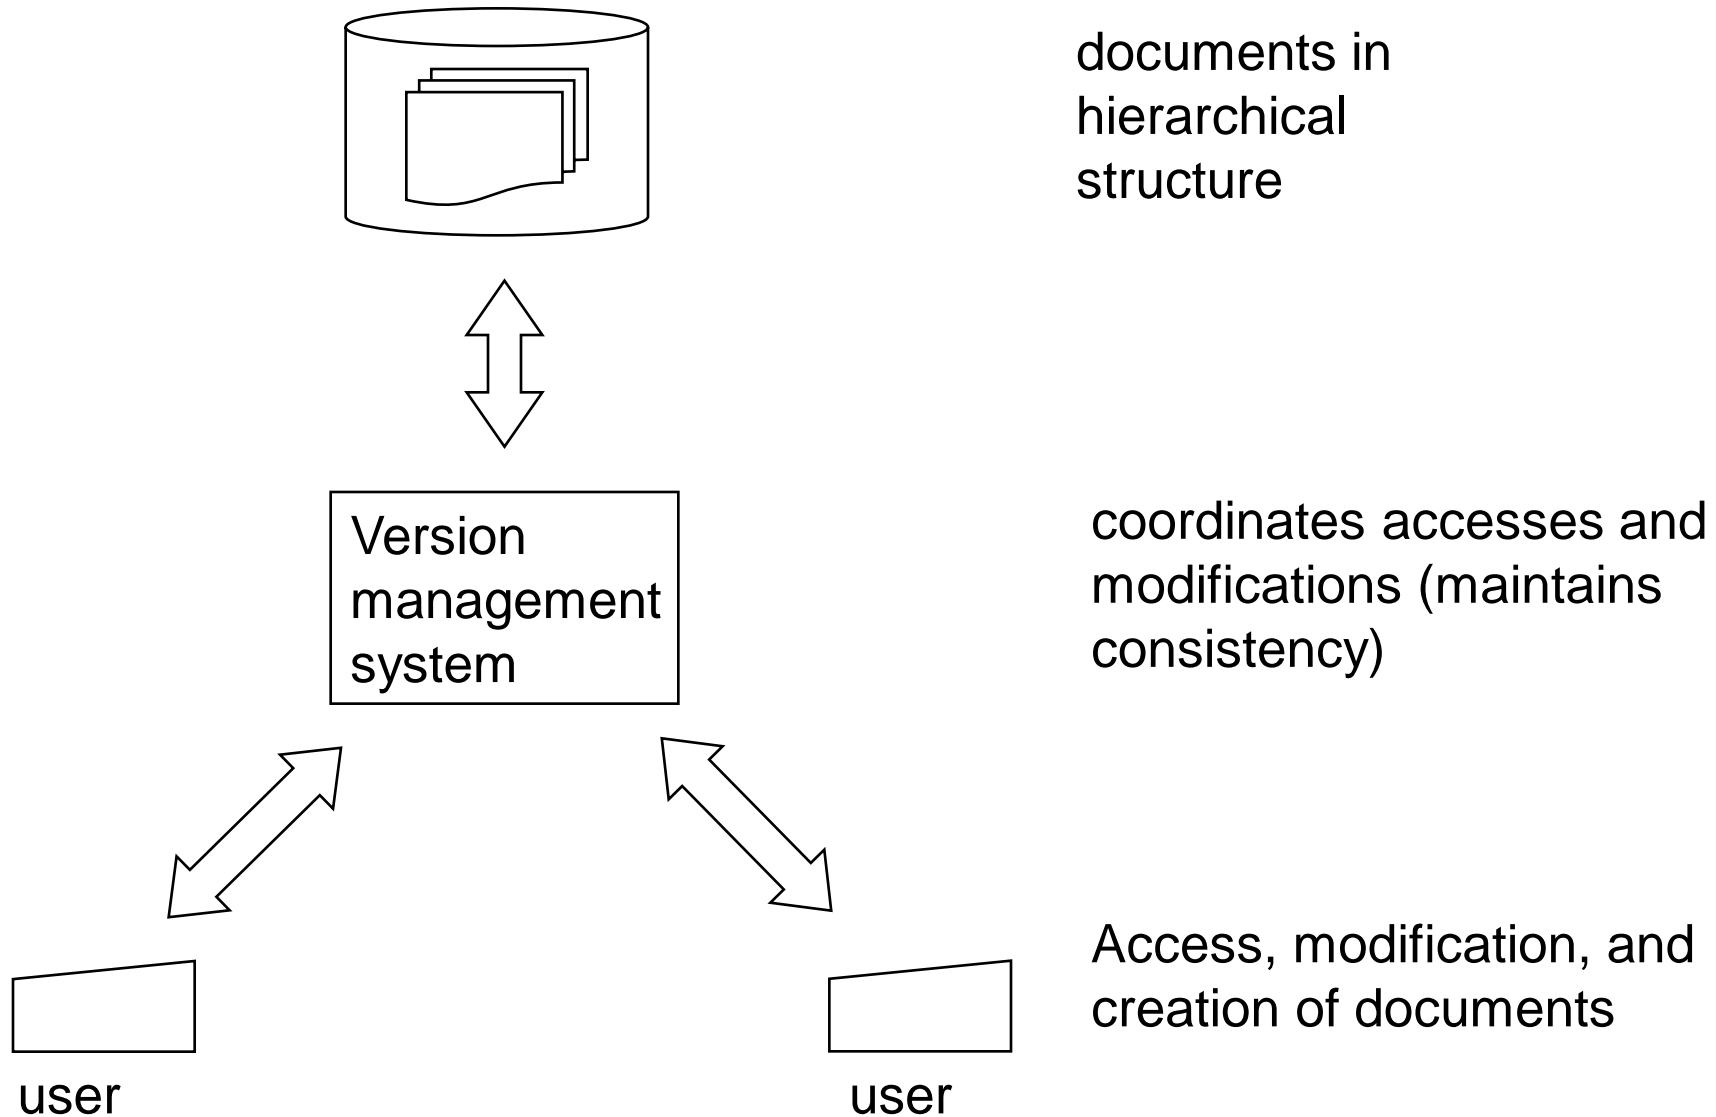 documents in
hierarchical
structure
Version
management
system
coordinates accesses and
modifications (maintains
consistency)
Access, modification, and
creation of documents
user
user